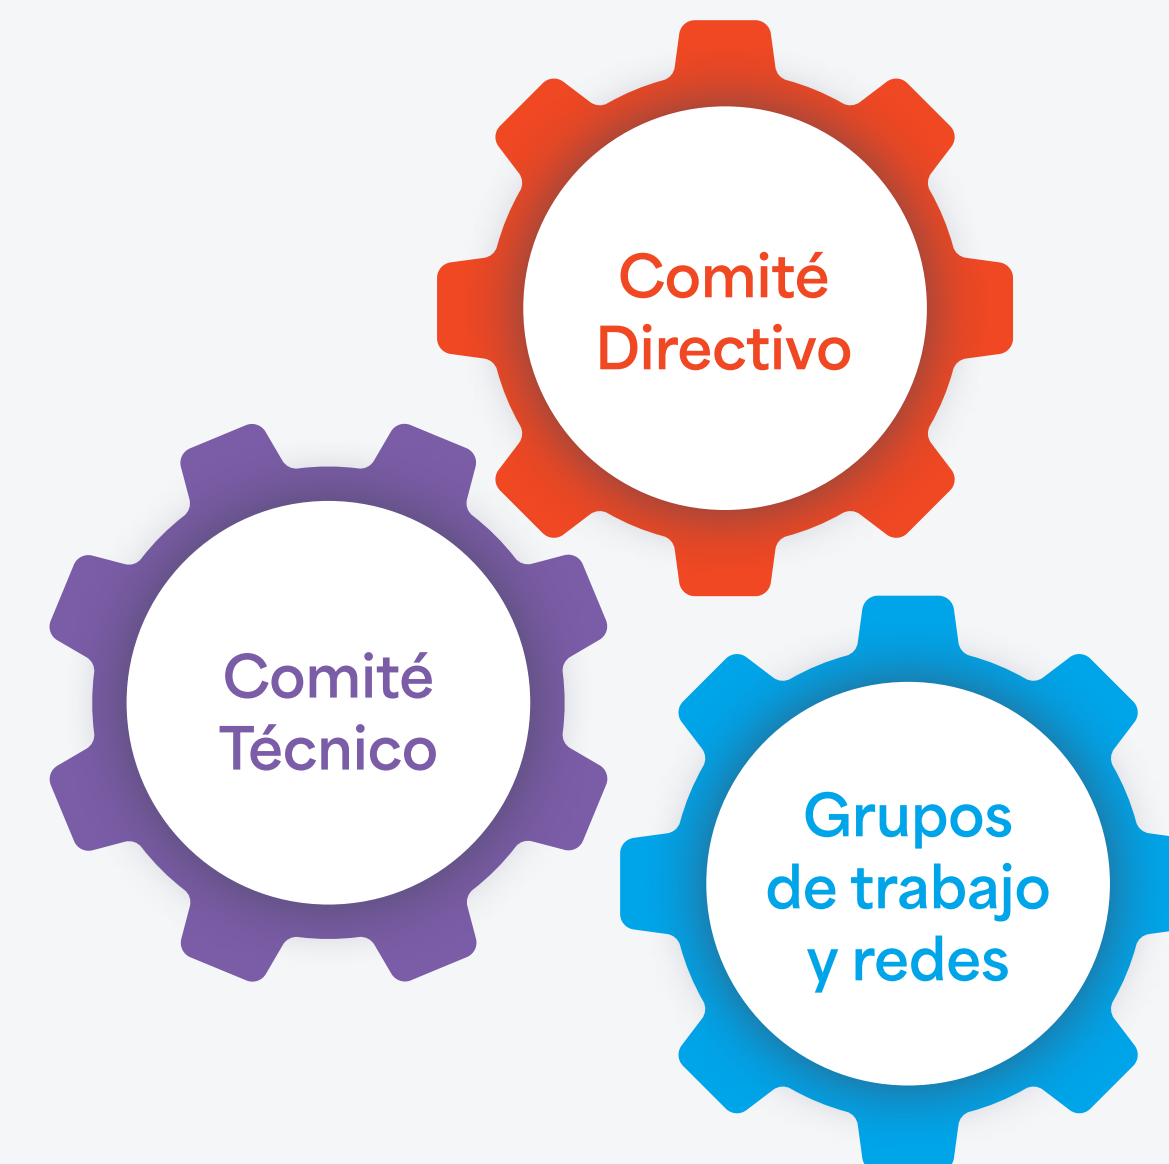 Comité
Directivo
Comité
Técnico
Grupos
de trabajo
y redes